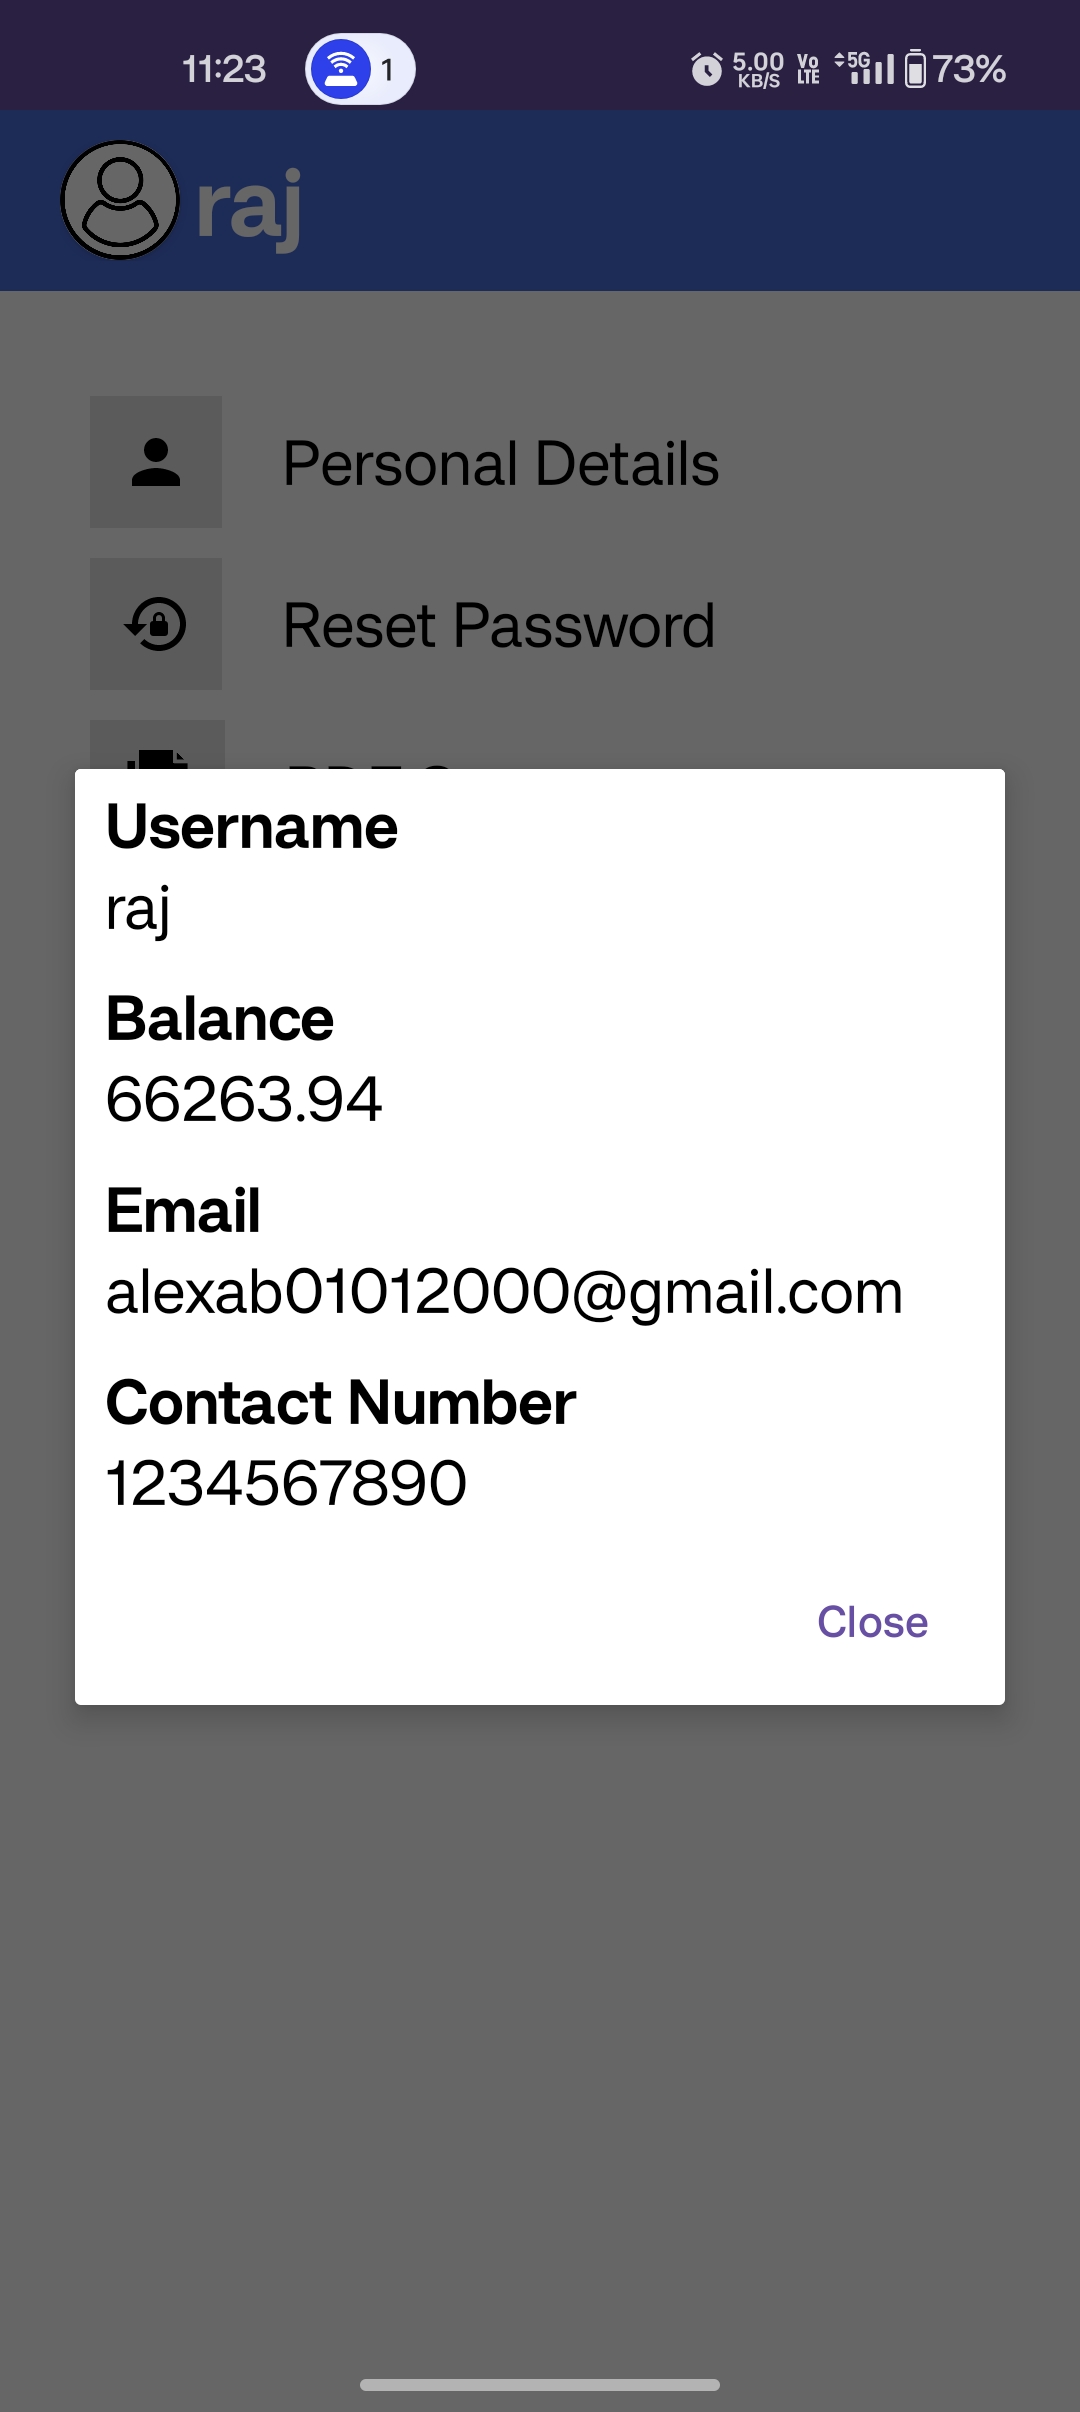 11:23
1
5.00 KB/S
Vo LTE
5G
73%
raj
Personal Details
Reset Password
Username
raj
Balance
66263.94
Email
alexab01012000@gmail.com
Contact Number
1234567890
Close